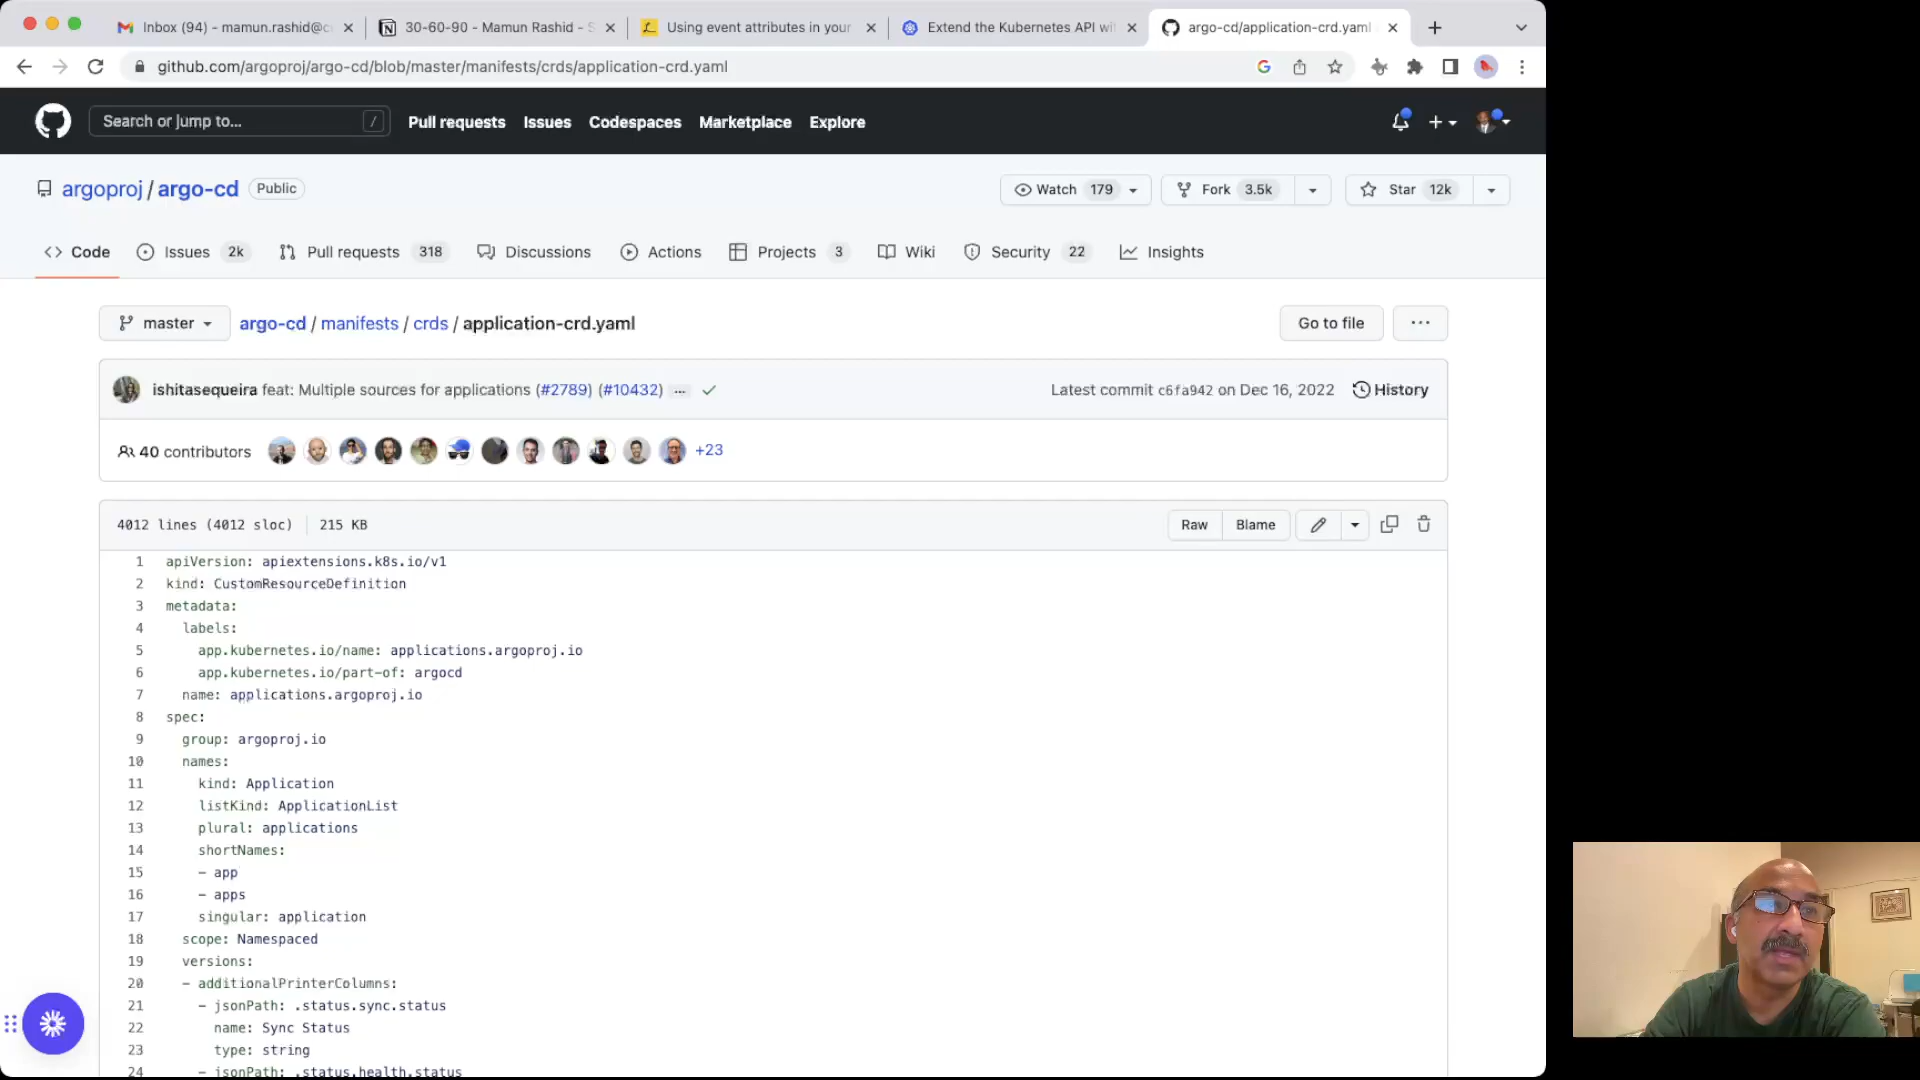 Inbox (94) - mamun.rashid@c
30-60-90 - Mamun Rashid - S
Using event attributes in your
Extend the Kubernetes API wit
argo-cd/application-crd.yaml
github.com/argoproj/argo-cd/blob/master/manifests/crds/application-crd.yaml
Search or jump to...
/
Pull requests
Issues
Codespaces
Marketplace
Explore
argoproj / argo-cd
Public
Watch 179
Fork 3.5k
Star 12k
Code
Issues 2k
Pull requests 318
Discussions
Actions
Projects 3
Wiki
Security 22
Insights
master
argo-cd / manifests / crds / application-crd.yaml
Go to file
ishitasequeira feat: Multiple sources for applications (#2789) (#10432)
Latest commit c6fa942 on Dec 16, 2022
History
40 contributors
+23
4012 lines (4012 sloc)
215 KB
Raw
Blame
1 apiVersion: apiextensions.k8s.io/v1
2 kind: CustomResourceDefinition
3 metadata:
4 labels:
5 app.kubernetes.io/name: applications.argoproj.io
6 app.kubernetes.io/part-of: argocd
7 name: applications.argoproj.io
8 spec:
9 group: argoproj.io
10 names:
11 kind: Application
12 listKind: ApplicationList
13 plural: applications
14 shortNames:
15 - app
16 - apps
17 singular: application
18 scope: Namespaced
19 versions:
20 - additionalPrinterColumns:
21 - jsonPath: .status.sync.status
22 name: Sync Status
23 type: string
24 - jsonPath: .status.health.status